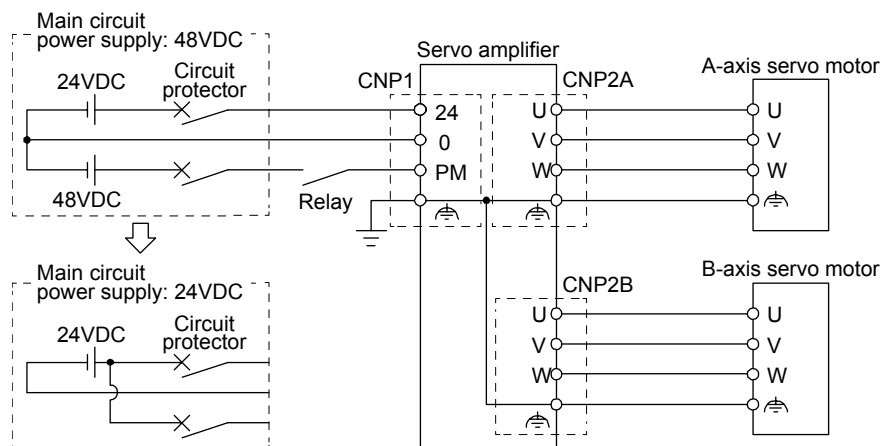 Main circuit
power supply: 48VDC
24VDC
Circuit
protector
48VDC
Relay
Servo amplifier
CNP1
24
0
PM
CNP2A
U
V
W
A-axis servo motor
U
V
W
Main circuit
power supply: 24VDC
24VDC
Circuit
protector
CNP2B
U
V
W
B-axis servo motor
U
V
W